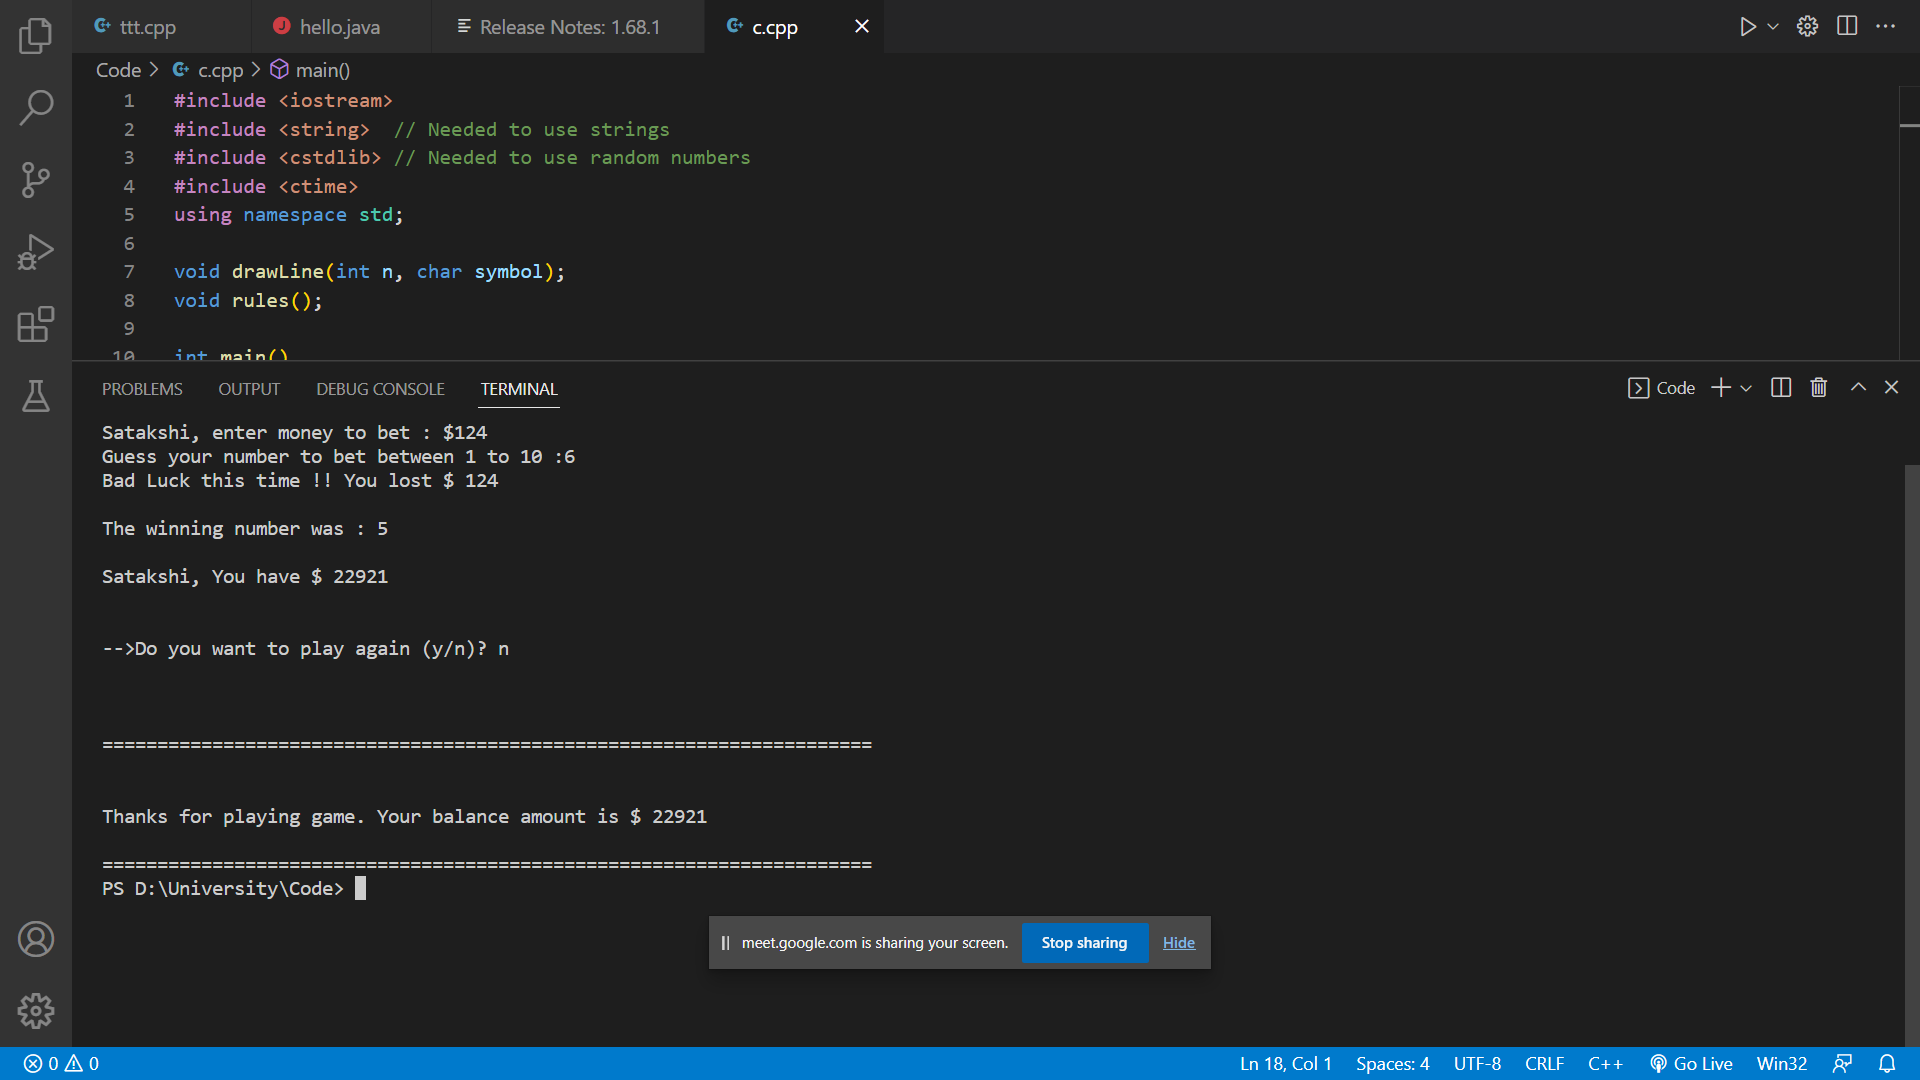 ttt.cpp hello.java Release Notes: 1.68.1 c.cpp
Code > c.cpp > main()
1 #include <iostream>
2 #include <string>  // Needed to use strings
3 #include <cstdlib> // Needed to use random numbers
4 #include <ctime>
5 using namespace std;
6
7 void drawLine(int n, char symbol);
8 void rules();
9
10 int main()
PROBLEMS OUTPUT DEBUG CONSOLE TERMINAL Code
Satakshi, enter money to bet : $124
Guess your number to bet between 1 to 10 :6
Bad Luck this time !! You lost $ 124
The winning number was : 5
Satakshi, You have $ 22921
-->Do you want to play again (y/n)? n
======================================================================
Thanks for playing game. Your balance amount is $ 22921
======================================================================
PS D:\University\Code>
meet.google.com is sharing your screen. Stop sharing Hide
0 0 Ln 18, Col 1 Spaces: 4 UTF-8 CRLF C++ Go Live Win32